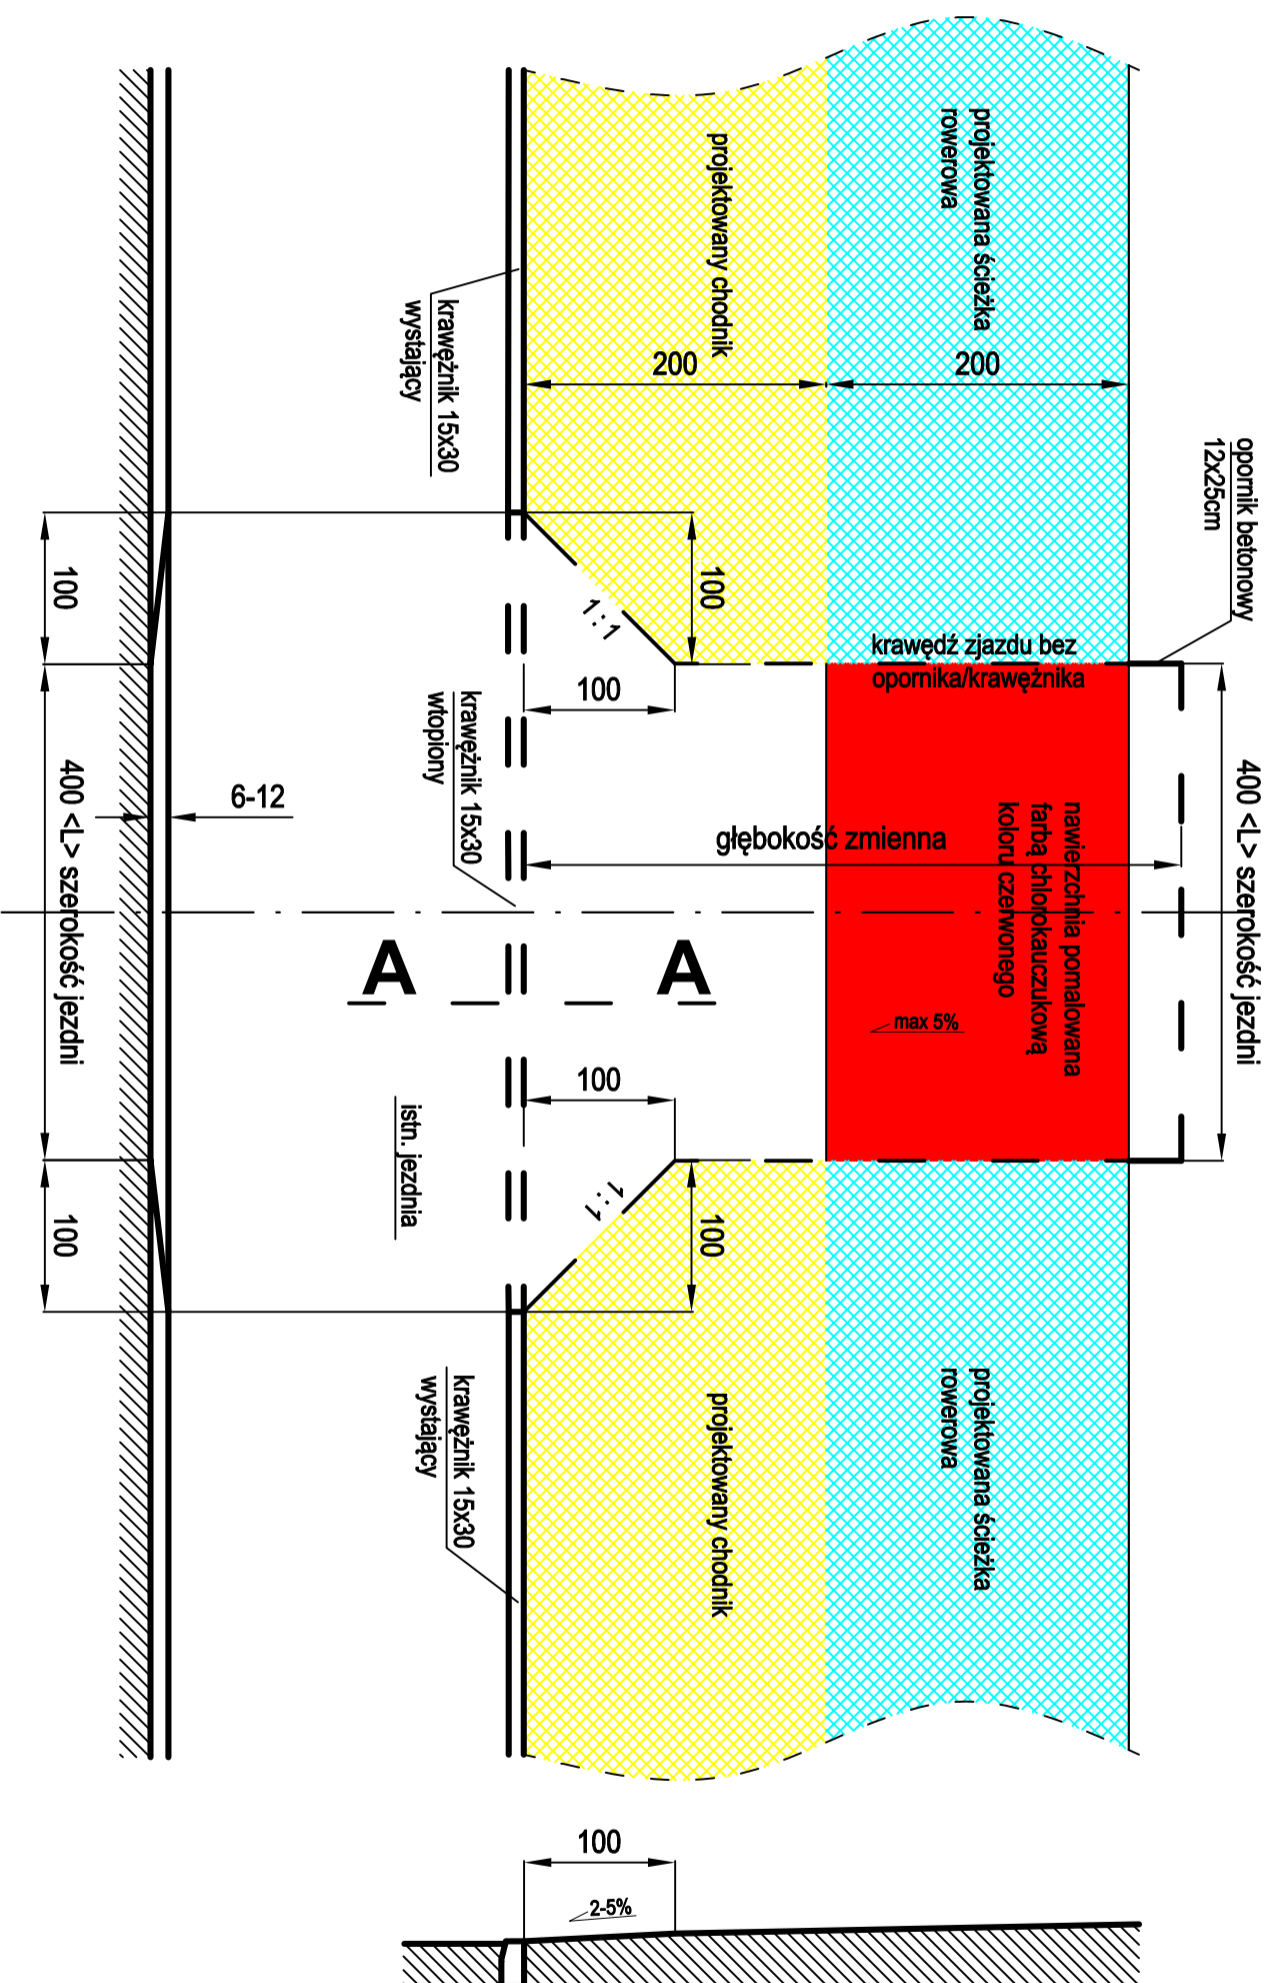 projektowana ścieżka
rowerowa
projektowany chodnik
200
200
krawężnik 15x30
wystający
opornik betonowy
12x25cm
100
100
1:1
krawędź zjazdu bez
opornika/krawężnika
100
krawężnik 15x30
wtopiony
6-12
400 <L> szerokość jezdni
głębokość zmienna
nawierzchnia pomalowana
farbą chlorokauczukową
koloru czerwonego
400 <L> szerokość jezdni
A
A
max 5%
100
istn. jezdnia
1:1
100
100
krawężnik 15x30
wystający
projektowany chodnik
projektowana ścieżka
rowerowa
100
2-5%